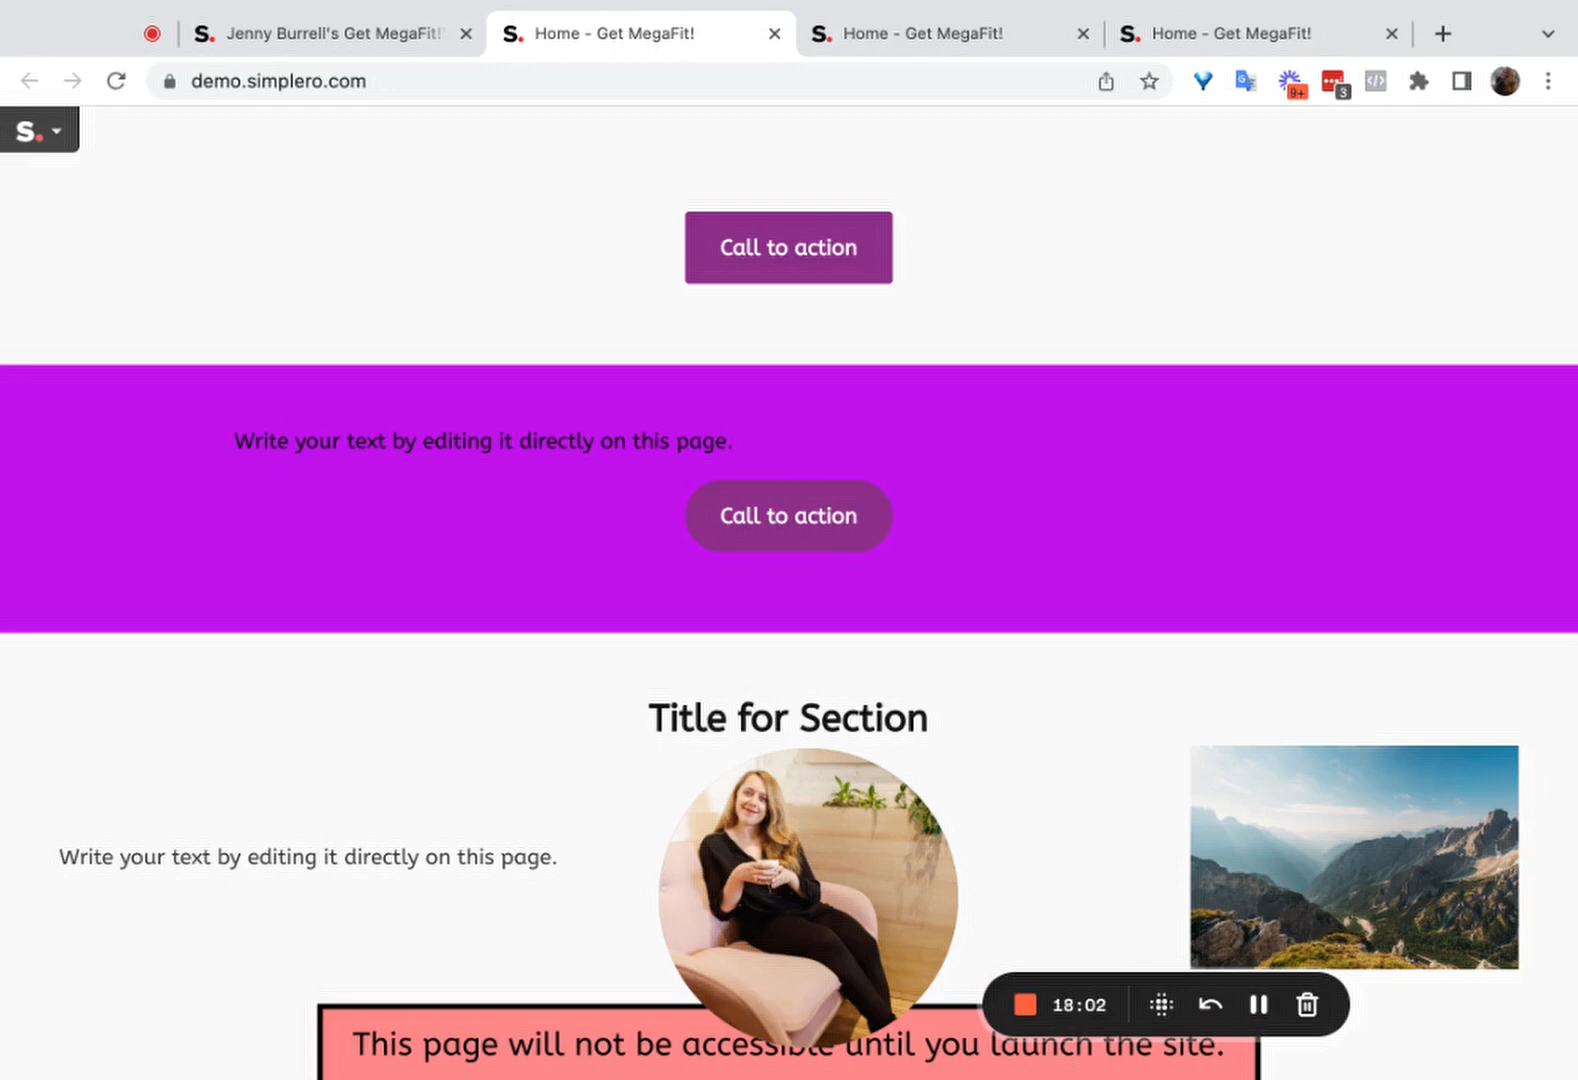 S. Jenny Burrell's Get MegaFit!
S. Home - Get MegaFit!
S. Home - Get MegaFit!
S. Home - Get MegaFit!
demo.simplero.com
9+
3
S.
Call to action
Write your text by editing it directly on this page.
Call to action
Title for Section
Write your text by editing it directly on this page.
18:02
This page will not be accessible until you launch the site.